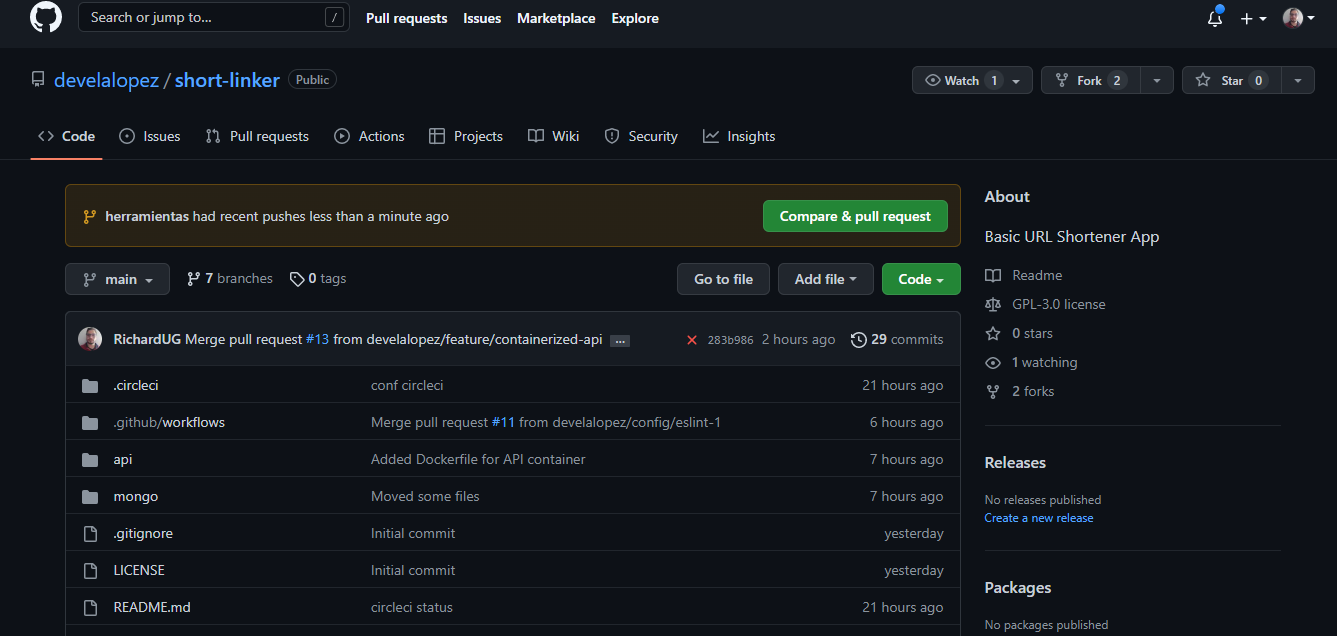 Search or jump to... /
Pull requests Issues Marketplace Explore
develalopez / short-linker Public
Watch 1 Fork 2 Star 0
Code Issues Pull requests Actions Projects Wiki Security Insights
herramientas had recent pushes less than a minute ago Compare & pull request
main 7 branches 0 tags Go to file Add file Code
RichardUG Merge pull request #13 from develalopez/feature/containerized-api ... 283b986 2 hours ago 29 commits
.circleci conf circleci 21 hours ago
.github/workflows Merge pull request #11 from develalopez/config/eslint-1 6 hours ago
api Added Dockerfile for API container 7 hours ago
mongo Moved some files 7 hours ago
.gitignore Initial commit yesterday
LICENSE Initial commit yesterday
README.md circleci status 21 hours ago
About
Basic URL Shortener App
Readme
GPL-3.0 license
0 stars
1 watching
2 forks
Releases
No releases published
Create a new release
Packages
No packages published